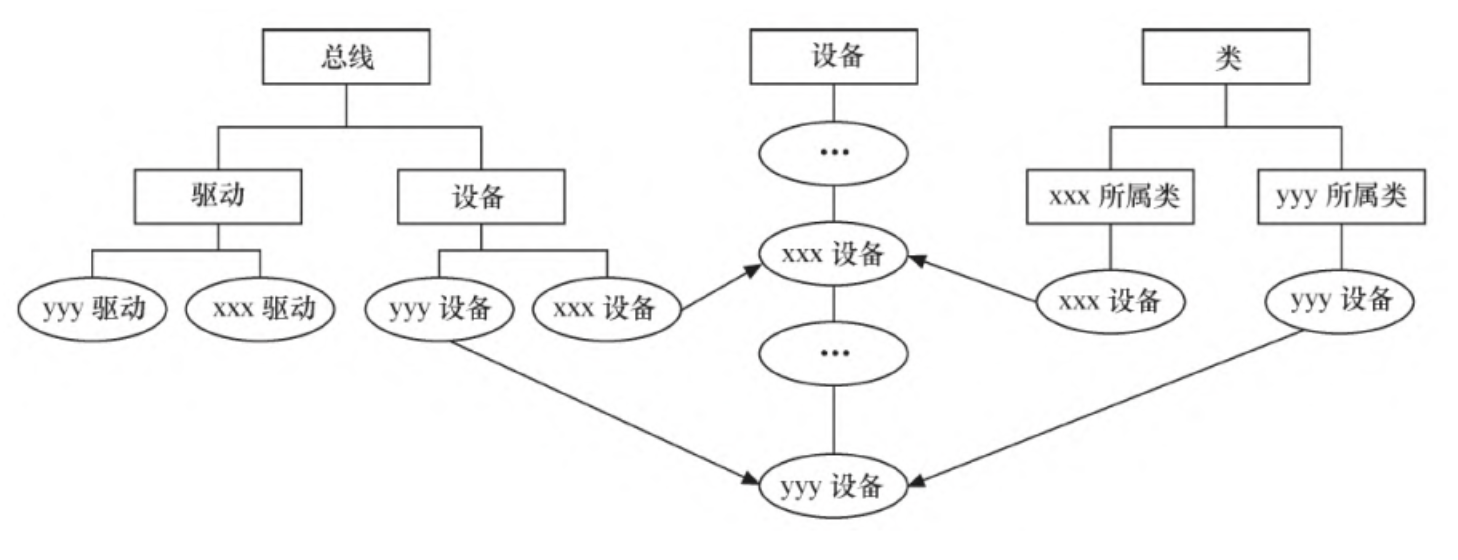 总线
设备
类
•••
驱动
设备
xxx 所属类
yyy 所属类
xxx 设备
yyy 驱动
xxx 驱动
yyy 设备
xxx 设备
xxx 设备
yyy 设备
•••
yyy 设备